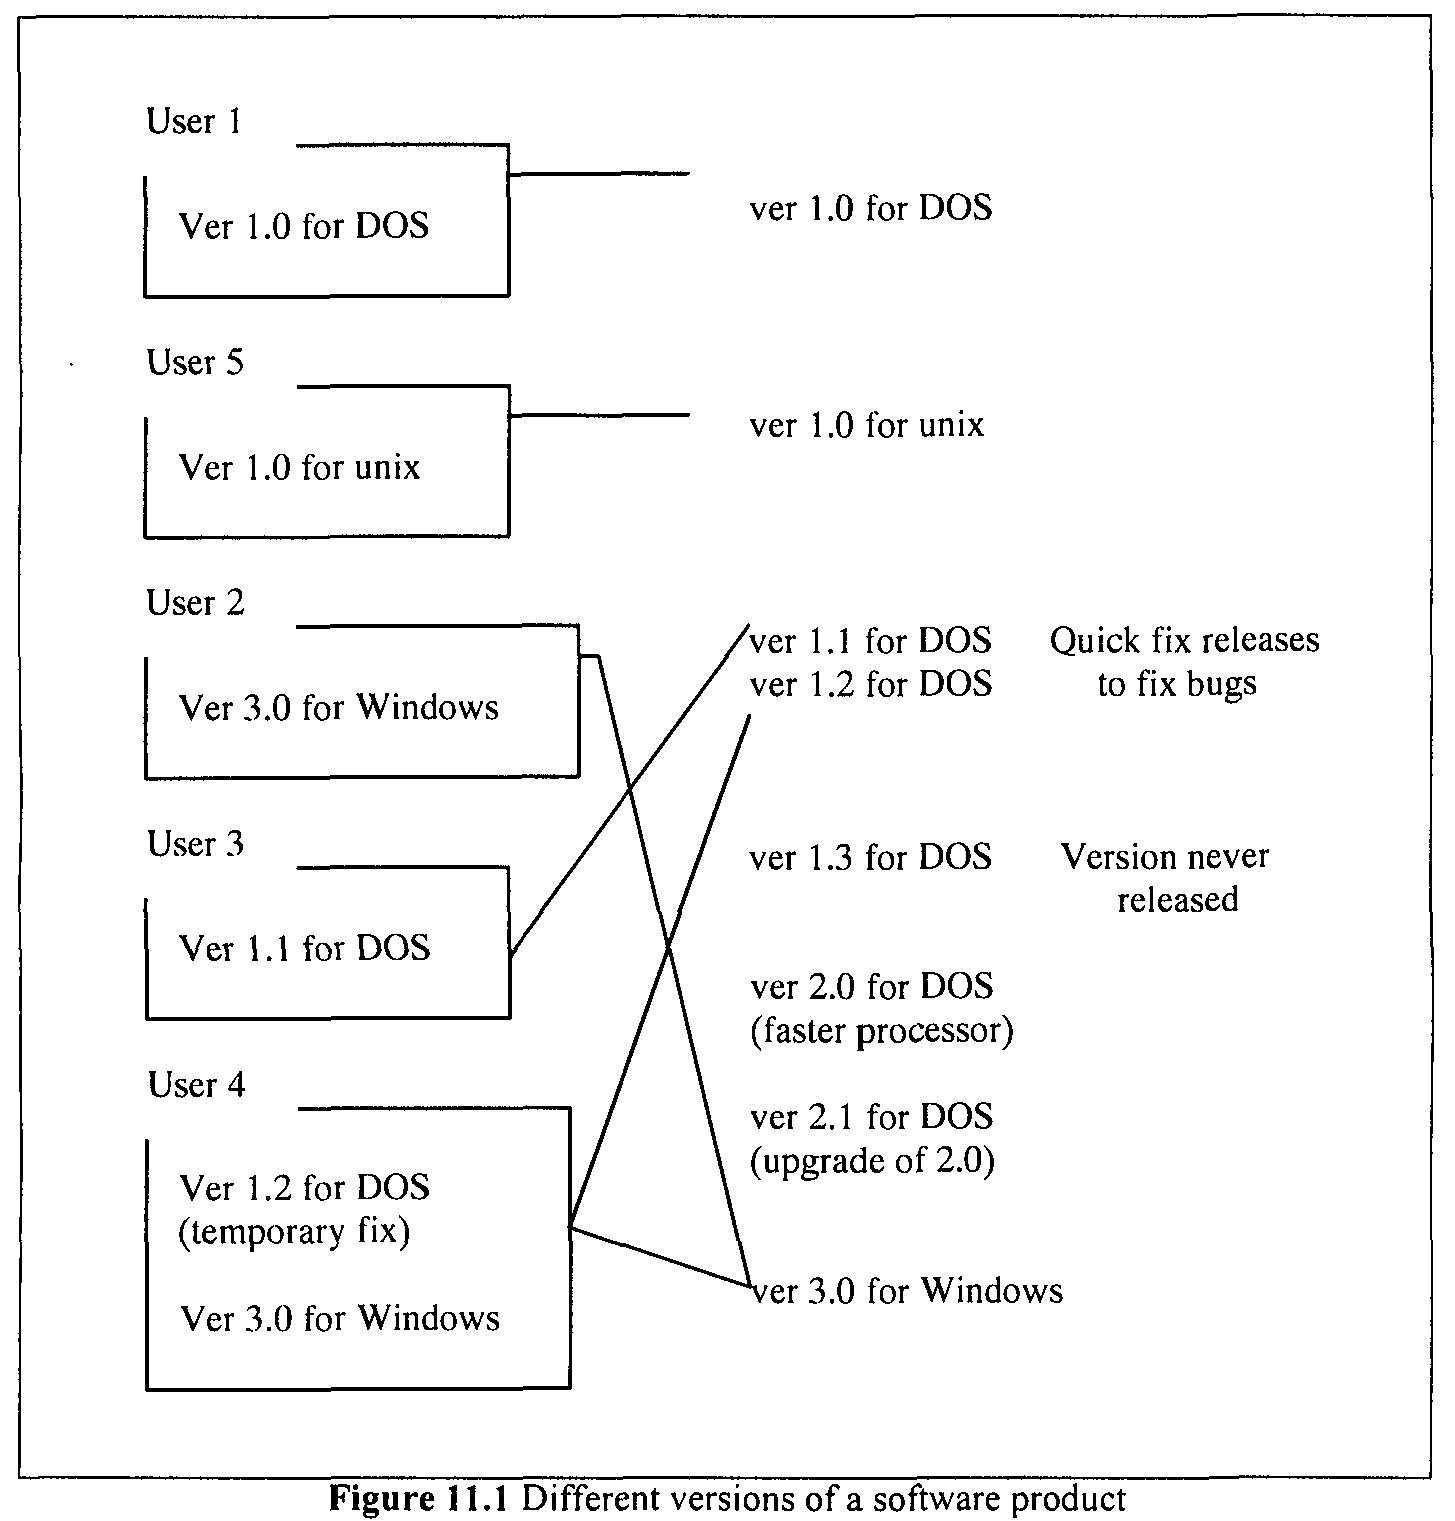 User 1
Ver 1.0 for DOS
ver 1.0 for DOS
User 5
Ver 1.0 for unix
ver 1.0 for unix
User 2
Ver 3.0 for Windows
ver 1.1 for DOS
ver 1.2 for DOS
Quick fix releases
to fix bugs
User 3
Ver 1.1 for DOS
ver 1.3 for DOS
Version never
released
ver 2.0 for DOS
(faster processor)
User 4
Ver 1.2 for DOS
(temporary fix)
Ver 3.0 for Windows
ver 2.1 for DOS
(upgrade of 2.0)
ver 3.0 for Windows
Figure 11.1 Different versions of a software product